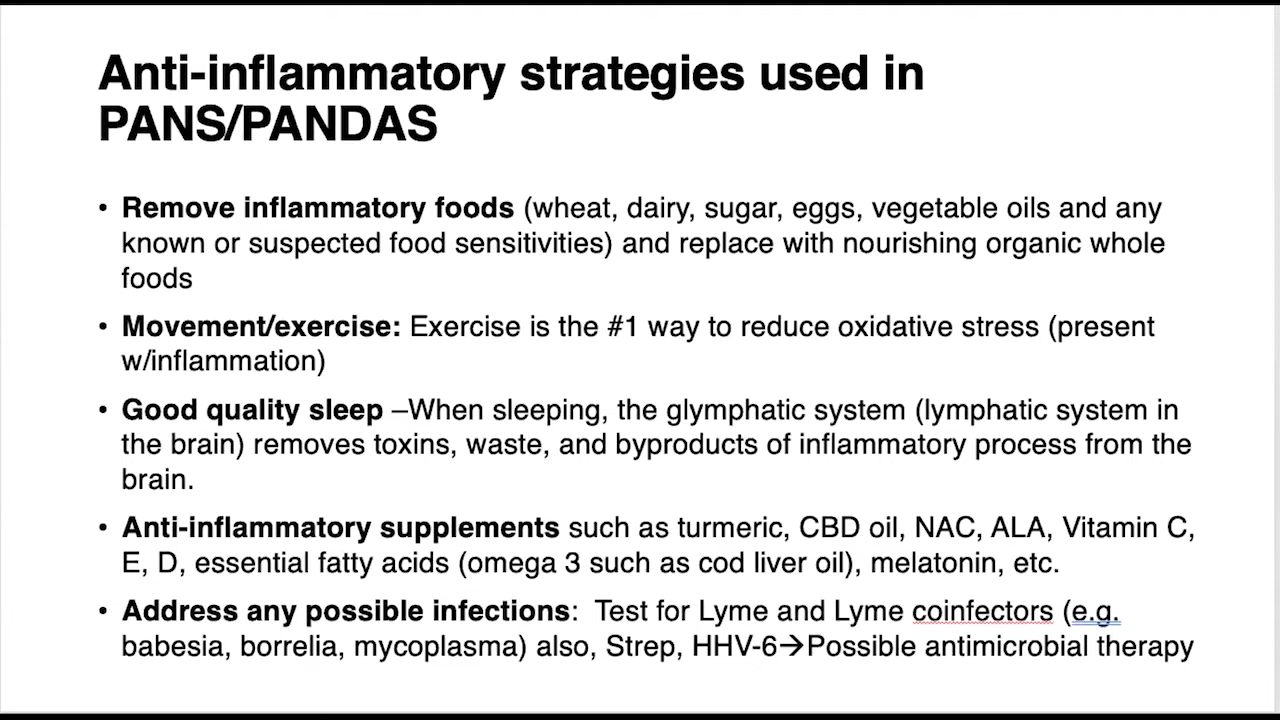 Anti-inflammatory strategies used in
PANS/PANDAS
• Remove inflammatory foods (wheat, dairy, sugar, eggs, vegetable oils and any
known or suspected food sensitivities) and replace with nourishing organic whole
foods
• Movement/exercise: Exercise is the #1 way to reduce oxidative stress (present
w/inflammation)
• Good quality sleep –When sleeping, the glymphatic system (lymphatic system in
the brain) removes toxins, waste, and byproducts of inflammatory process from the
brain.
• Anti-inflammatory supplements such as turmeric, CBD oil, NAC, ALA, Vitamin C,
E, D, essential fatty acids (omega 3 such as cod liver oil), melatonin, etc.
• Address any possible infections:  Test for Lyme and Lyme coinfectors (e.g.
babesia, borrelia, mycoplasma) also, Strep, HHV-6→Possible antimicrobial therapy